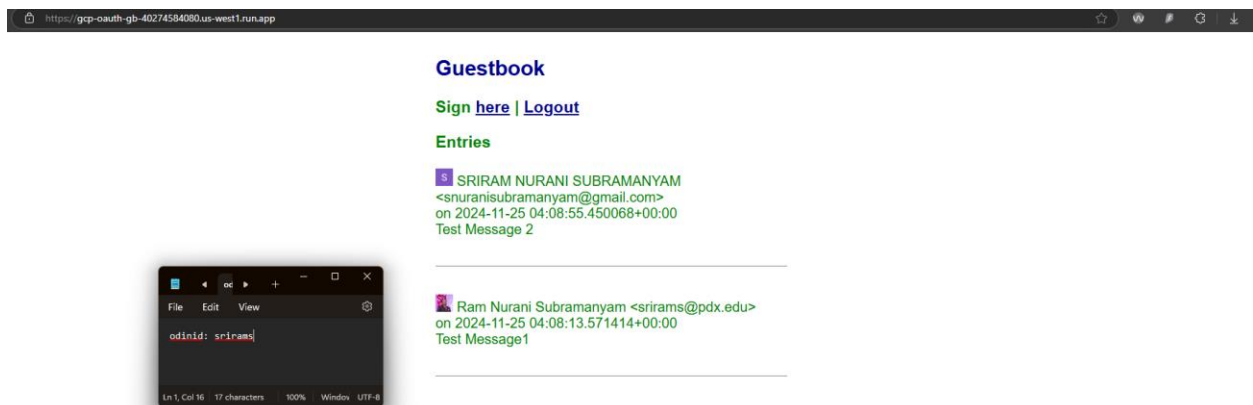 https://gcp-oauth-gb-40274584080.us-west1.run.app
Guestbook
Sign here | Logout
Entries
S SRIRAM NURANI SUBRAMANYAM
<snuranisubramanyam@gmail.com>
on 2024-11-25 04:08:55.450068+00:00
Test Message 2
Ram Nurani Subramanyam <srirams@pdx.edu>
on 2024-11-25 04:08:13.571414+00:00
Test Message1
od
File Edit View
odinid: srirams
Ln 1, Col 16 17 characters 100% Window UTF-8